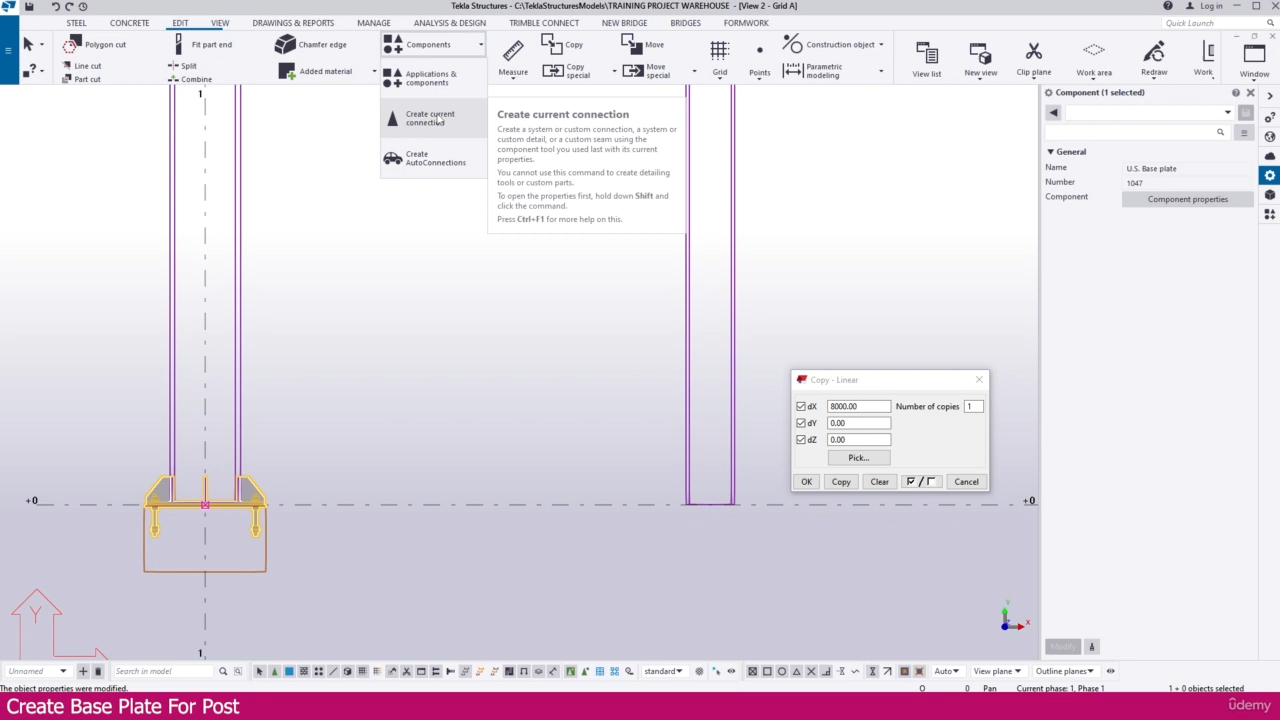 Tekla Structures - C:\TeklaStructuresModels\TRAINING PROJECT WAREHOUSE - [View 2 - Grid A]
Log in
STEEL CONCRETE EDIT VIEW DRAWINGS & REPORTS MANAGE ANALYSIS & DESIGN TRIMBLE CONNECT NEW BRIDGE BRIDGES FORMWORK
Quick Launch
Polygon cut
Line cut
Part cut
Fit part end
Split
Combine
Chamfer edge
Added material
Components
Applications &
components
Create current
connection
Create
AutoConnections
Measure
Copy
Copy
special
Move
Move
special
Grid
Points
Construction object
Parametric
modeling
View list
New view
Clip plane
Work area
Redraw
Work
Window
Create current connection
Create a system or custom connection, a system or
custom detail, or a custom seam using the
component tool you used last with its current
properties.
You cannot use this command to create detailing
tools or custom parts.
To open the properties first, hold down Shift and
click the command.
Press Ctrl+F1 for more help on this.
Component (1 selected)
General
Name U.S. Base plate
Number 1047
Component Component properties
1
Copy - Linear
dX 8000.00 Number of copies 1
dY 0.00
dZ 0.00
Pick...
OK Copy Clear / Cancel
+0
+0
Y
1
Y
X
Modify
Unnamed
Search in model
standard
Auto
View plane
Outline planes
The object properties were modified.
O 0 Pan Current phase: 1, Phase 1 1 + 0 objects selected
Create Base Plate For Post
ûdemy